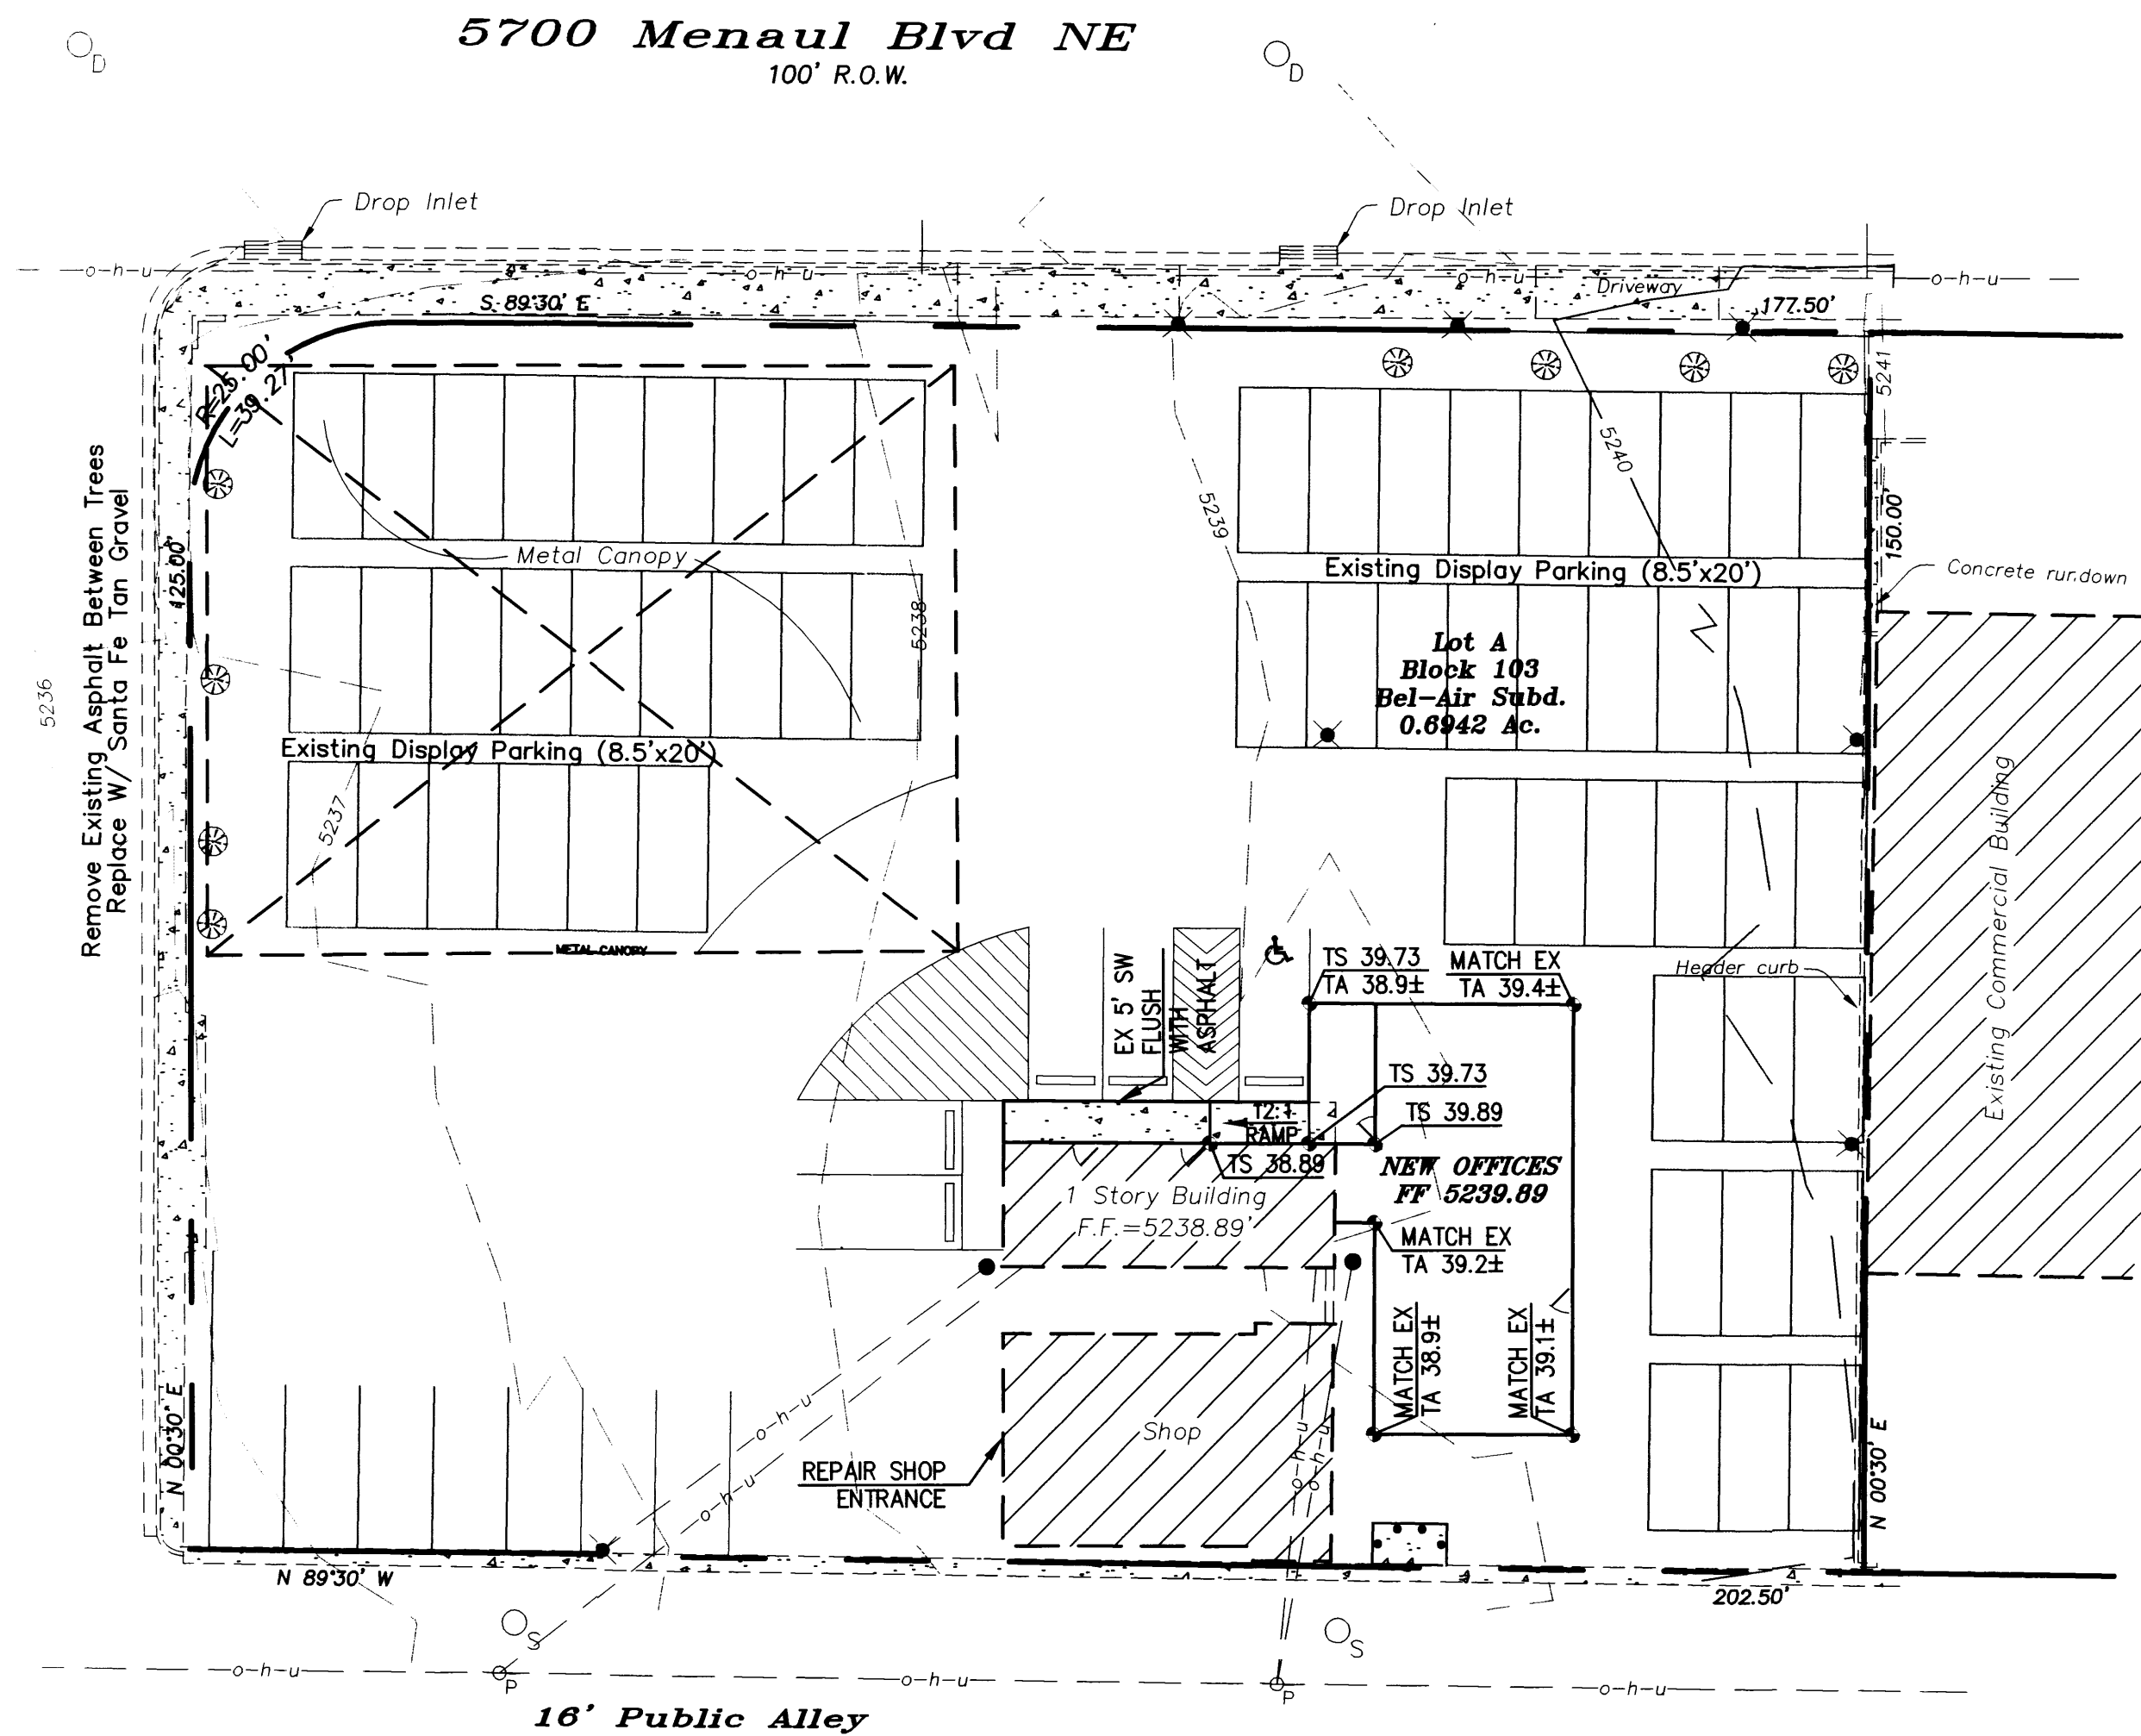 5700 Menaul Blvd NE
100' R.O.W.
D
D
Drop Inlet
Drop Inlet
o-h-u
o-h-u
o-h-u
o-h-u
Driveway
S 89°30' E
177.50'
R=25.00'
L=39.27'
5241
5240
5239
Metal Canopy
125.00'
150.00'
Existing Display Parking (8.5'x20')
Concrete rundown
5238
Lot A
Block 103
Bel-Air Subd.
0.6942 Ac.
5236
Remove Existing Asphalt Between Trees
Replace W/ Santa Fe Tan Gravel
Existing Display Parking (8.5'x20')
5237
METAL CANOPY
Existing Commercial Building
Header curb
EX 5' SW
FLUSH
WITH
ASPHALT
TS 39.73
TA 38.9±
MATCH EX
TA 39.4±
TS 39.73
TS 39.89
12:1
RAMP
TS 38.89
NEW OFFICES
FF 5239.89
1 Story Building
F.F.=5238.89'
MATCH EX
TA 39.2±
MATCH EX
TA 38.9±
MATCH EX
TA 39.1±
Shop
REPAIR SHOP
ENTRANCE
o-h-u
o-h-u
o-h-u
o-h-u
N 00°30' E
N 00°30' E
N 89°30' W
202.50'
S
S
P
P
o-h-u
o-h-u
o-h-u
16' Public Alley